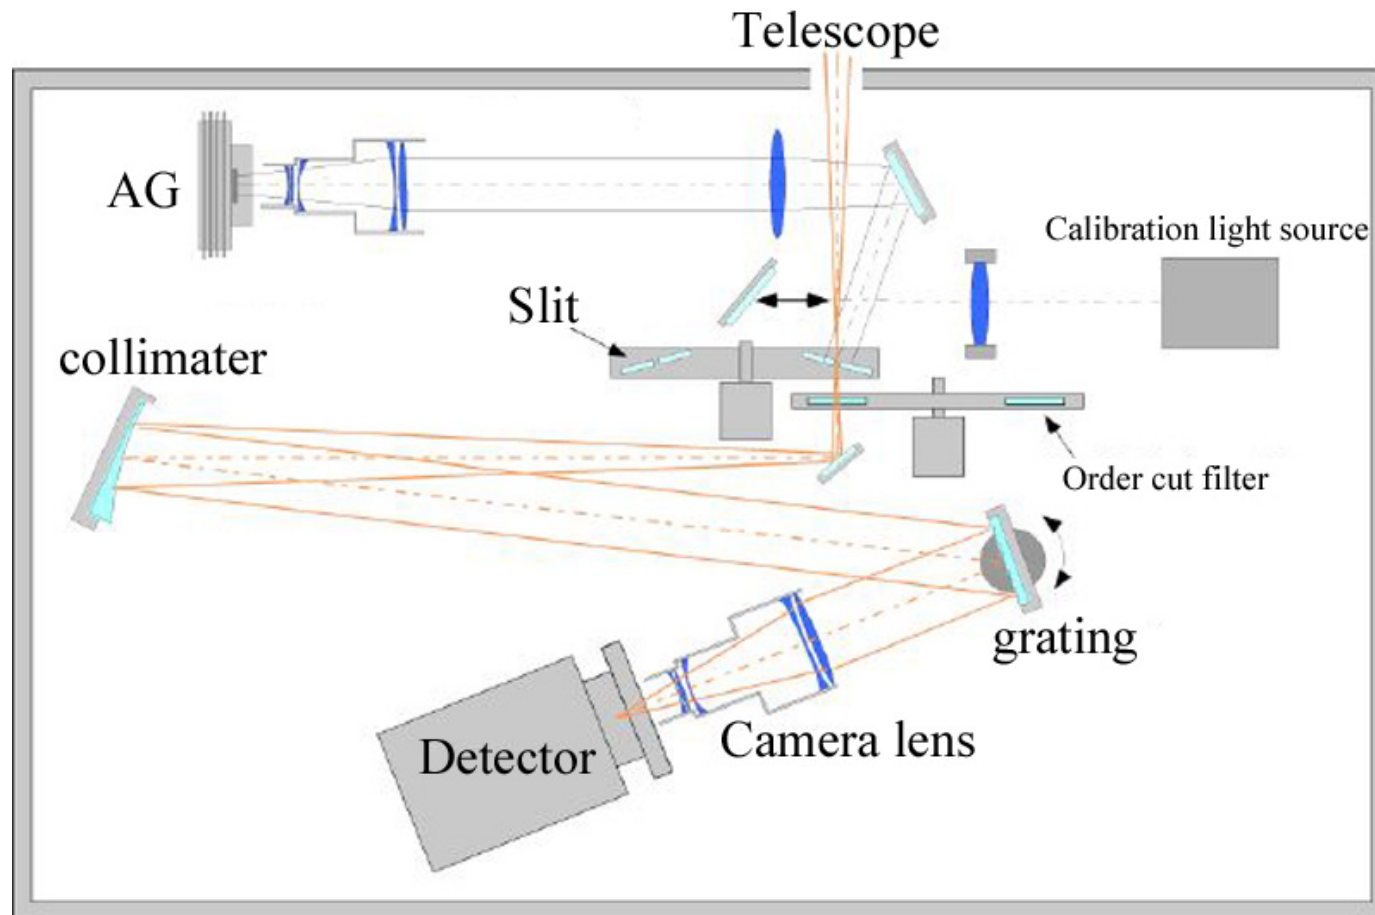 Telescope
AG
Calibration light source
Slit
collimater
Order cut filter
grating
Camera lens
Detector